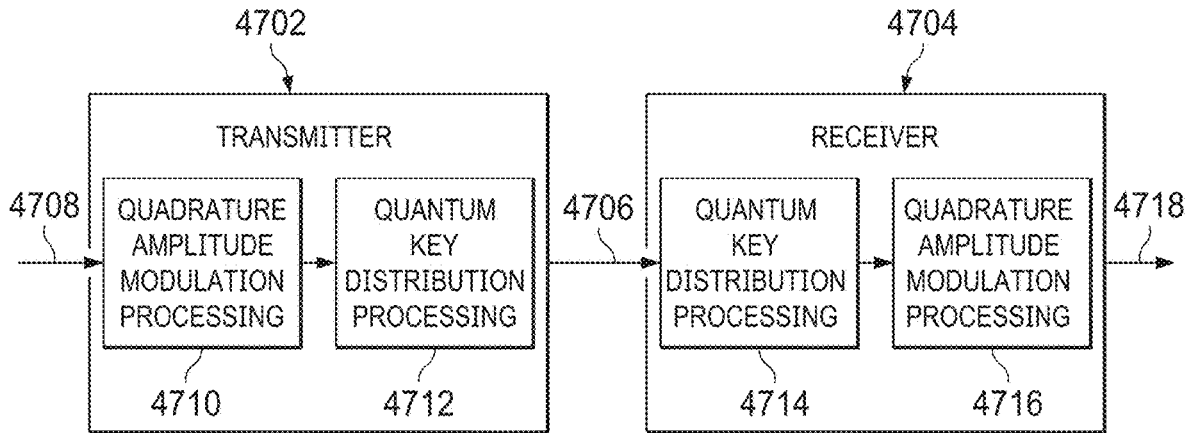 4702
4704
TRANSMITTER
RECEIVER
4708
QUADRATURE
AMPLITUDE
MODULATION
PROCESSING
QUANTUM
KEY
DISTRIBUTION
PROCESSING
4706
QUANTUM
KEY
DISTRIBUTION
PROCESSING
QUADRATURE
AMPLITUDE
MODULATION
PROCESSING
4718
4710
4712
4714
4716